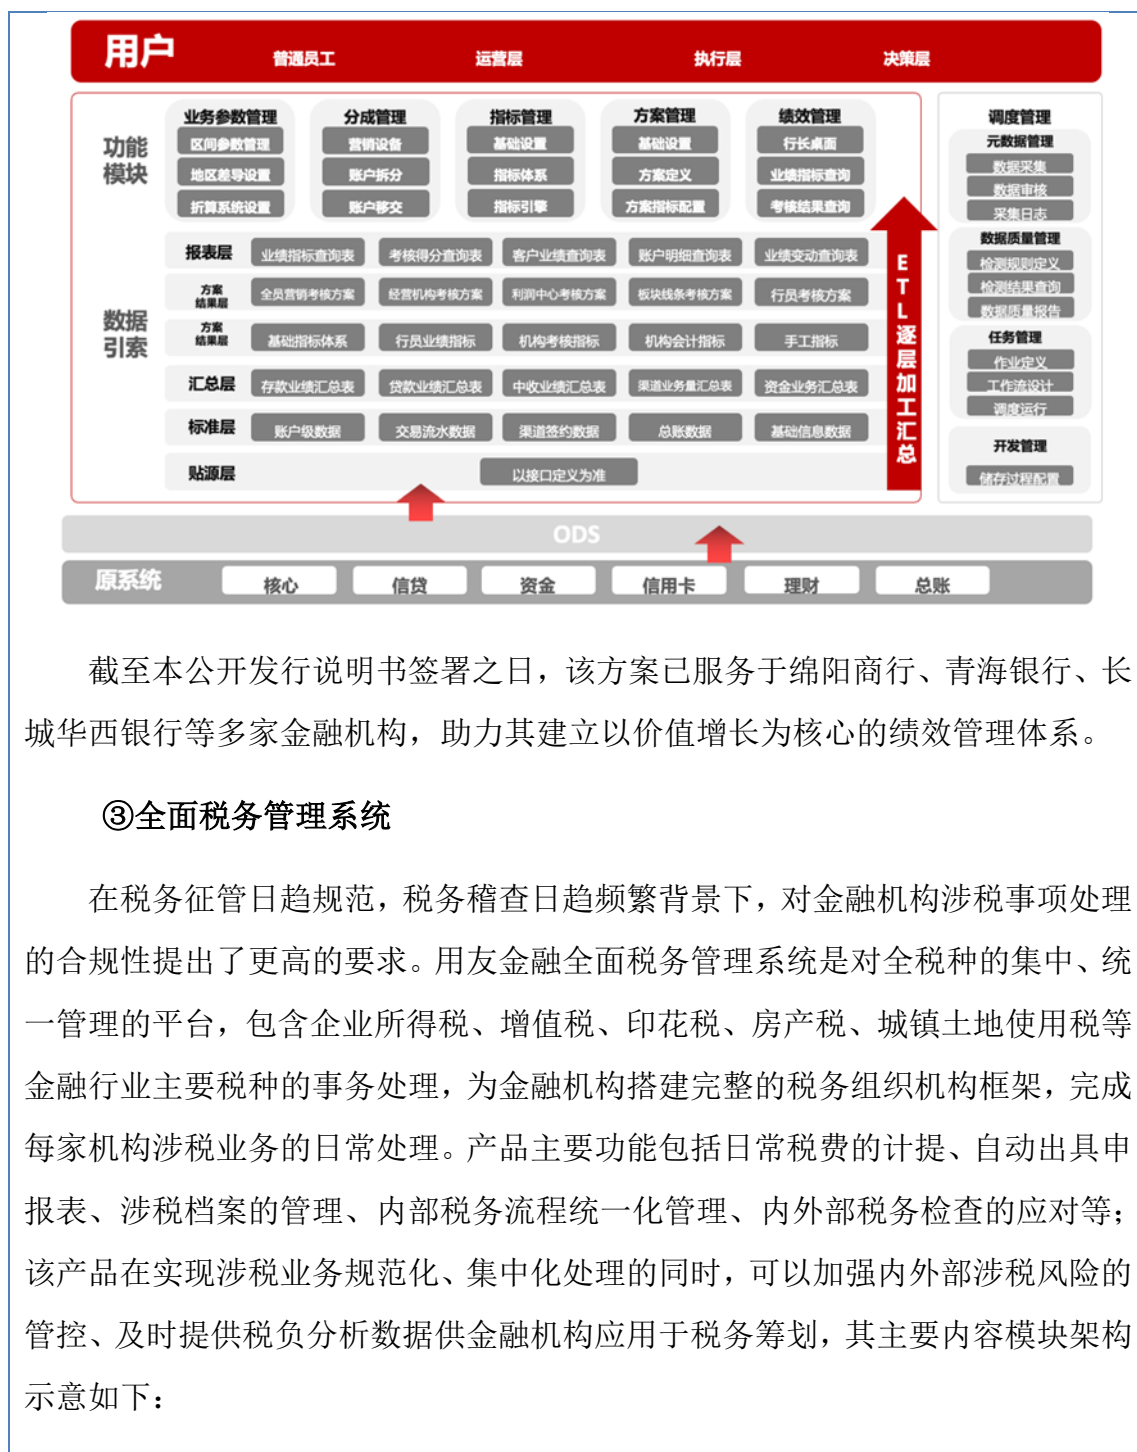 用户
普通员工 运营层 执行层 决策层
功能
模块
业务参数管理 分成管理 指标管理 方案管理 绩效管理
区间参数管理 营销设备 基础设置 基础设置 行长桌面
地区差导设置 账户拆分 指标体系 方案定义 业绩指标查询
折算系统设置 账户移交 指标引擎 方案指标配置 考核结果查询
数据
引索
报表层 业绩指标查询表 考核得分查询表 客户业绩查询表 账户明细查询表 业绩变动查询表
方案
结果层
全员营销考核方案 经营机构考核方案 利润中心考核方案 板块线条考核方案 行员考核方案
方案
结果层
基础指标体系 行员业绩指标 机构考核指标 机构会计指标 手工指标
汇总层 存款业绩汇总表 贷款业绩汇总表 中收业绩汇总表 渠道业务量汇总表 资金业务汇总表
标准层 账户级数据 交易流水数据 渠道签约数据 总账数据 基础信息数据
贴源层 以接口定义为准
ETL逐层加工汇总
调度管理
元数据管理
数据采集
数据审核
采集日志
数据质量管理
检测规则定义
检测结果查询
数据质量报告
任务管理
作业定义
工作流设计
调度运行
开发管理
储存过程配置
ODS
原系统 核心 信贷 资金 信用卡 理财 总账
截至本公开发行说明书签署之日，该方案已服务于绵阳商行、青海银行、长
城华西银行等多家金融机构，助力其建立以价值增长为核心的绩效管理体系。
③全面税务管理系统
在税务征管日趋规范，税务稽查日趋频繁背景下，对金融机构涉税事项处理
的合规性提出了更高的要求。用友金融全面税务管理系统是对全税种的集中、统
一管理的平台，包含企业所得税、增值税、印花税、房产税、城镇土地使用税等
金融行业主要税种的事务处理，为金融机构搭建完整的税务组织机构框架，完成
每家机构涉税业务的日常处理。产品主要功能包括日常税费的计提、自动出具申
报表、涉税档案的管理、内部税务流程统一化管理、内外部税务检查的应对等；
该产品在实现涉税业务规范化、集中化处理的同时，可以加强内外部涉税风险的
管控、及时提供税负分析数据供金融机构应用于税务筹划，其主要内容模块架构
示意如下：